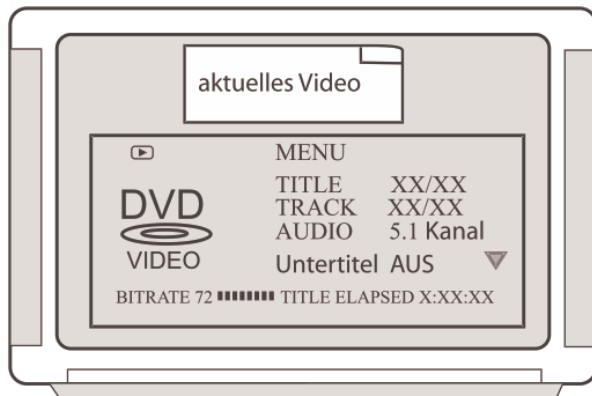 aktuelles Video
MENU
TITLE XX/XX
TRACK XX/XX
AUDIO 5.1 Kanal
Untertitel AUS
DVD
VIDEO
BITRATE 72 TITLE ELAPSED X:XX:XX